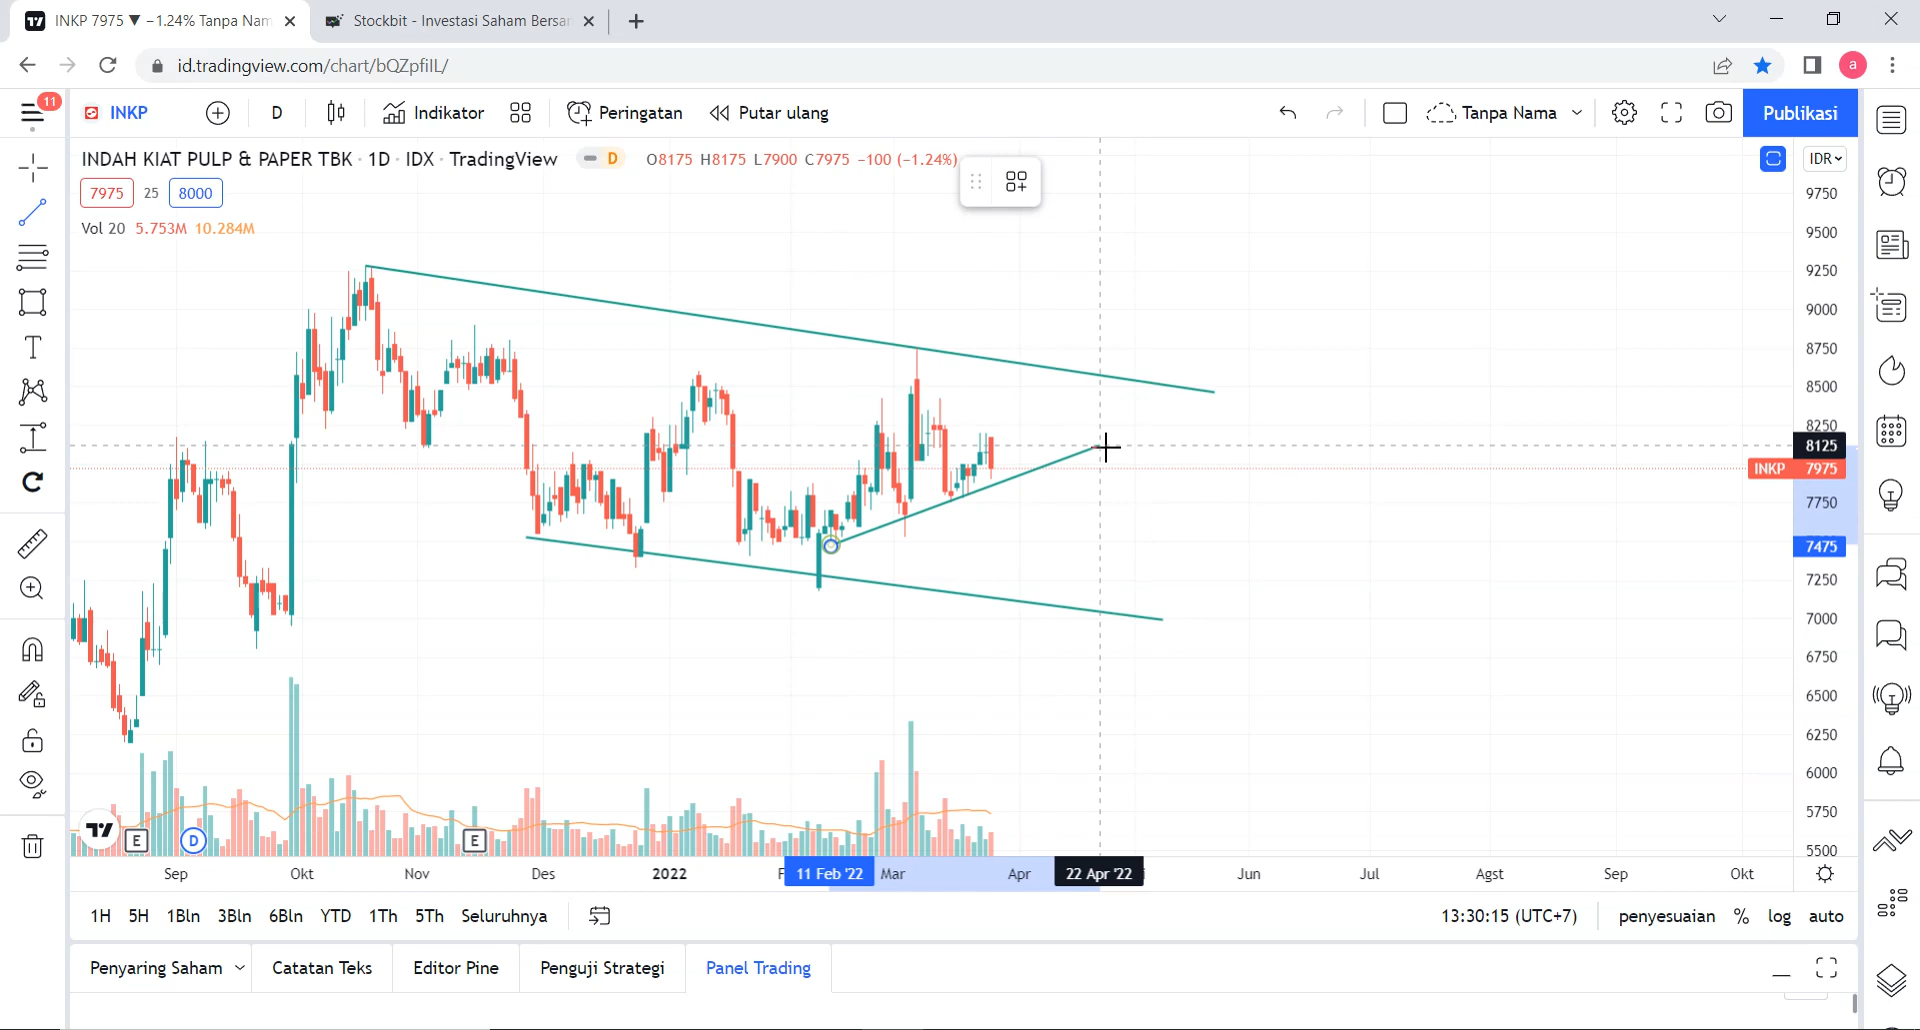 INKP 7975 ▼ −1.24% Tanpa Nam
Stockbit - Investasi Saham Bersan
id.tradingview.com/chart/bQZpfiIL/
a
11
INKP
D
Indikator
Peringatan
Putar ulang
Tanpa Nama
Publikasi
INDAH KIAT PULP & PAPER TBK · 1D · IDX · TradingView
D
O8175 H8175 L7900 C7975 −100 (−1.24%)
IDR
7975 25 8000
Vol 20 5.753M 10.284M
9750
9500
9250
9000
8750
8500
8250
8125
INKP 7975
7750
7475
7250
7000
6750
6500
6250
6000
5750
5500
E
D
E
Sep
Okt
Nov
Des
2022
F
11 Feb '22
Mar
Apr
22 Apr '22
Jun
Jul
Agst
Sep
Okt
1H 5H 1Bln 3Bln 6Bln YTD 1Th 5Th Seluruhnya
13:30:15 (UTC+7)
penyesuaian % log auto
Penyaring Saham
Catatan Teks
Editor Pine
Penguji Strategi
Panel Trading